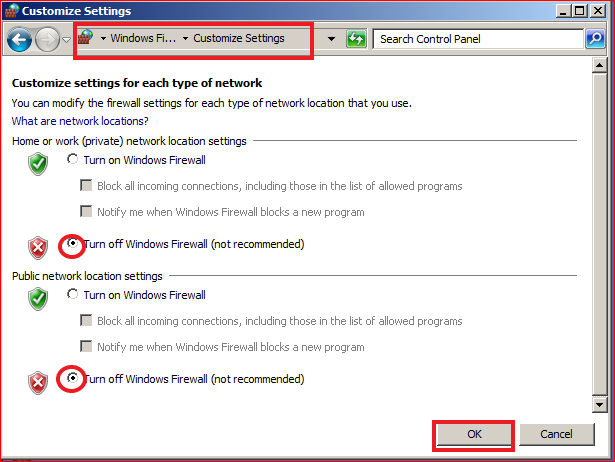 Customize Settings
Windows Fi... Customize Settings
Search Control Panel
Customize settings for each type of network
You can modify the firewall settings for each type of network location that you use.
What are network locations?
Home or work (private) network location settings
Turn on Windows Firewall
Block all incoming connections, including those in the list of allowed programs
Notify me when Windows Firewall blocks a new program
Turn off Windows Firewall (not recommended)
Public network location settings
Turn on Windows Firewall
Block all incoming connections, including those in the list of allowed programs
Notify me when Windows Firewall blocks a new program
Turn off Windows Firewall (not recommended)
OK Cancel